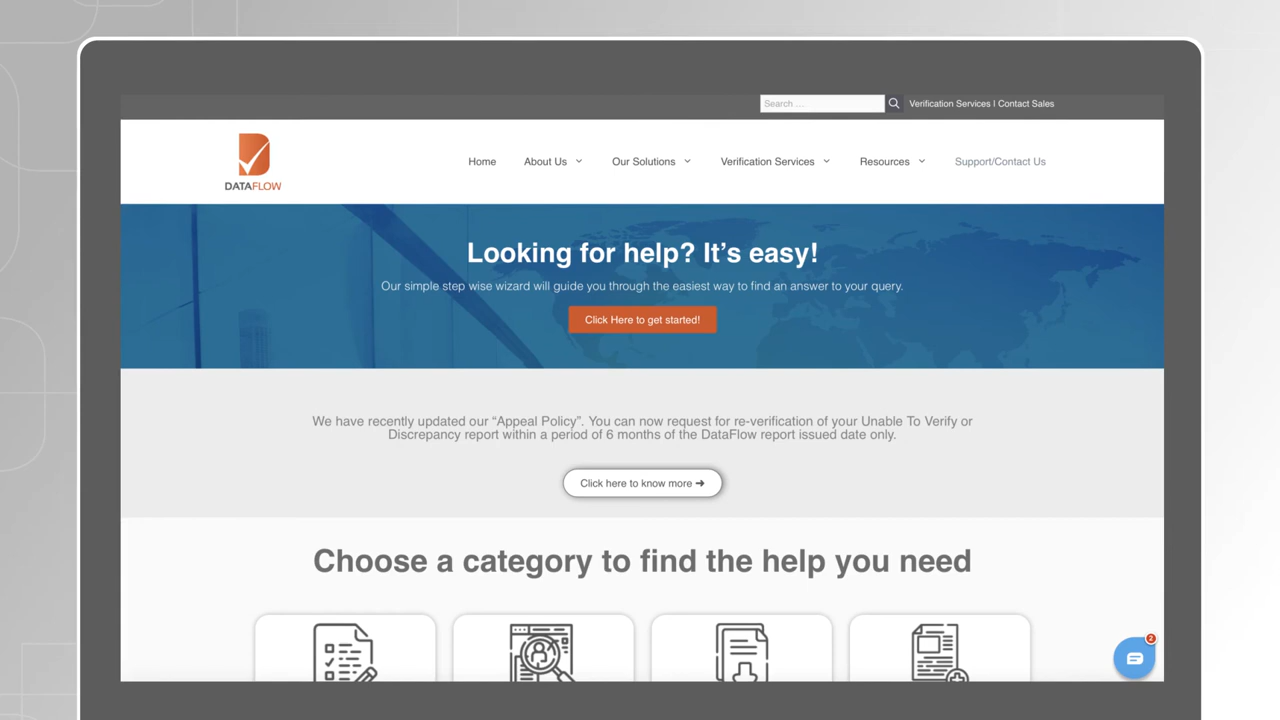 Search ...
Verification Services I Contact Sales
DATAFLOW
Home About Us Our Solutions Verification Services Resources Support/Contact Us
Looking for help? It’s easy!
Our simple step wise wizard will guide you through the easiest way to find an answer to your query.
Click Here to get started!
We have recently updated our “Appeal Policy”. You can now request for re-verification of your Unable To Verify or
Discrepancy report within a period of 6 months of the DataFlow report issued date only.
Click here to know more ➔
Choose a category to find the help you need
2